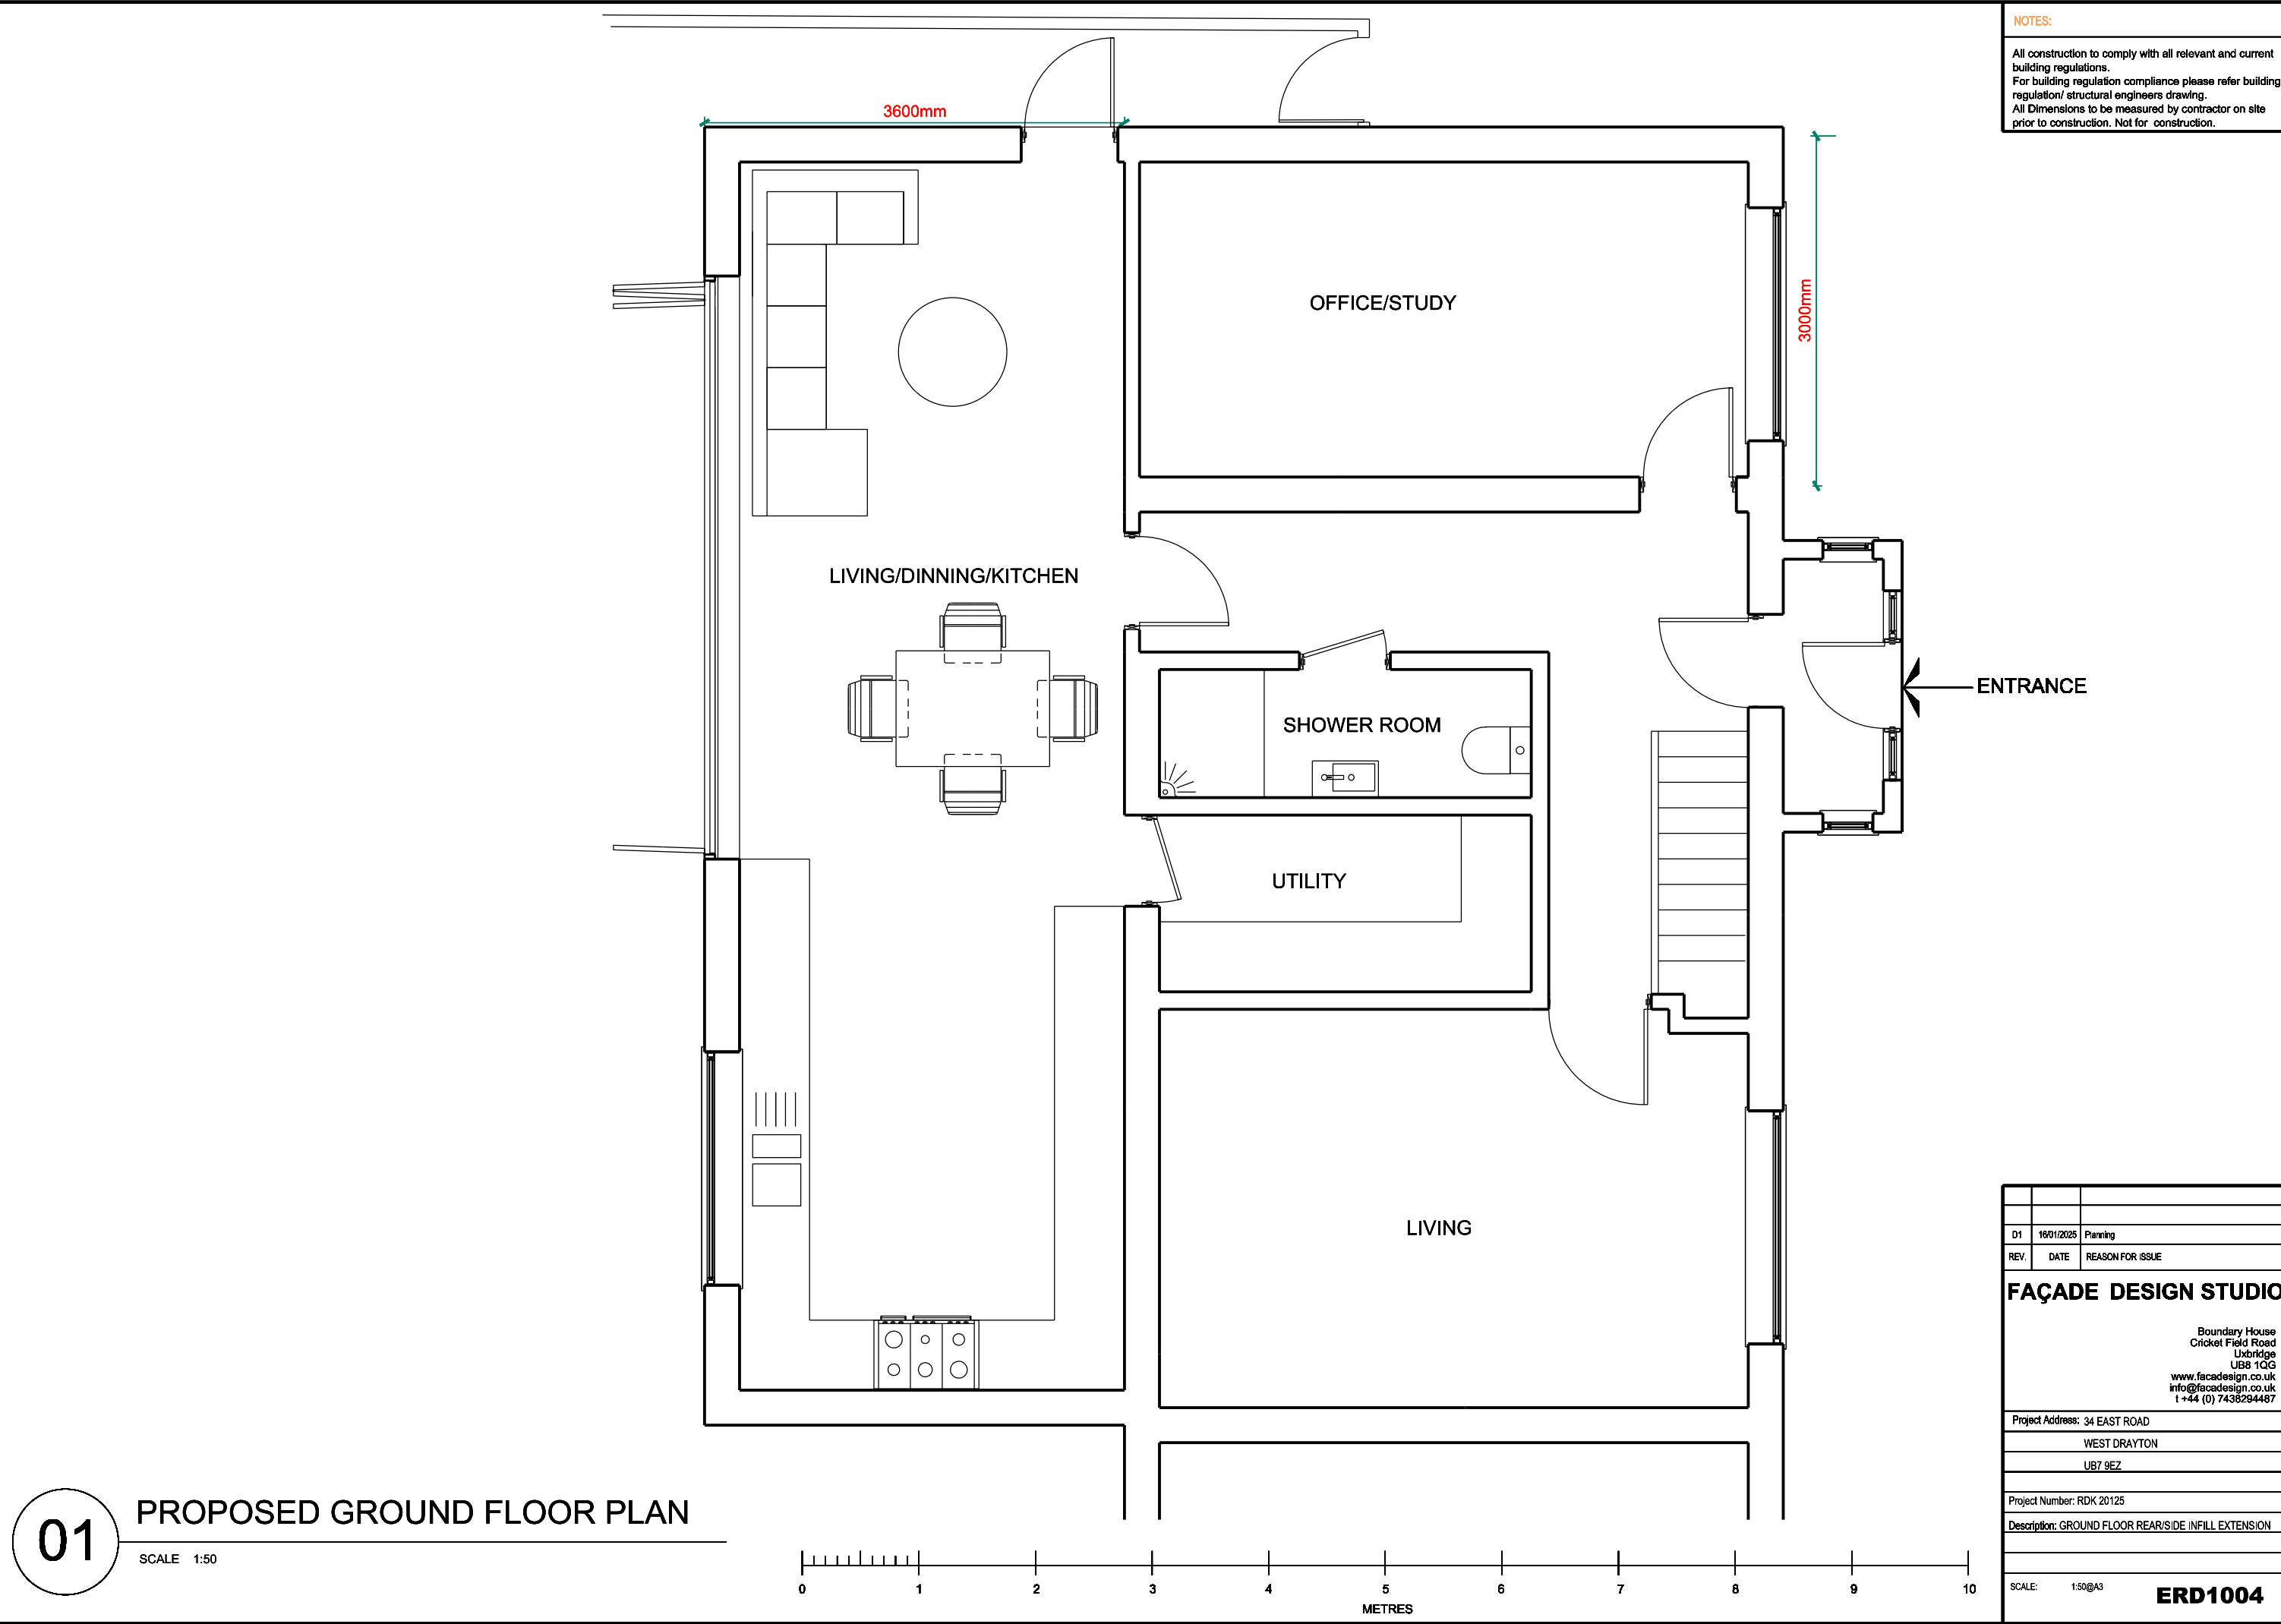 NOTES:
All construction to comply with all relevant and current
building regulations.
For building regulation compliance please refer building
regulation/ structural engineers drawing.
All Dimensions to be measured by contractor on site
prior to construction. Not for construction.
3600mm
3000mm
OFFICE/STUDY
LIVING/DINNING/KITCHEN
ENTRANCE
SHOWER ROOM
UTILITY
LIVING
D1 16/01/2025 Planning
REV. DATE REASON FOR ISSUE
FAÇADE DESIGN STUDIO
Boundary House
Cricket Field Road
Uxbridge
UB8 1QG
www.facadesign.co.uk
info@facadesign.co.uk
t +44 (0) 7438294487
Project Address: 34 EAST ROAD
WEST DRAYTON
UB7 9EZ
Project Number: RDK 20125
Description: GROUND FLOOR REAR/SIDE INFILL EXTENSION
SCALE: 1:50@A3 ERD1004
01 PROPOSED GROUND FLOOR PLAN
SCALE 1:50
0 1 2 3 4 5 6 7 8 9 10
METRES